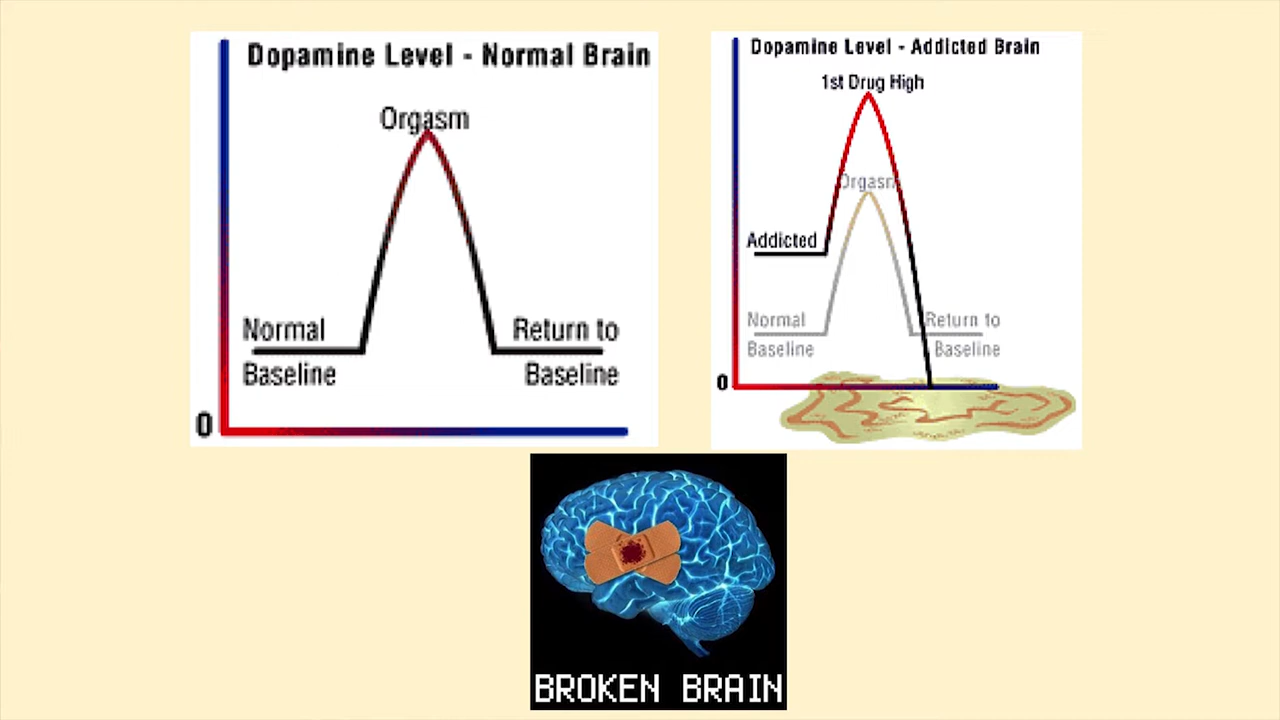 Dopamine Level - Normal Brain
Orgasm
Normal
Baseline
Return to
Baseline
0
Dopamine Level - Addicted Brain
1st Drug High
Orgasm
Addicted
Normal
Baseline
Return to
Baseline
0
BROKEN BRAIN